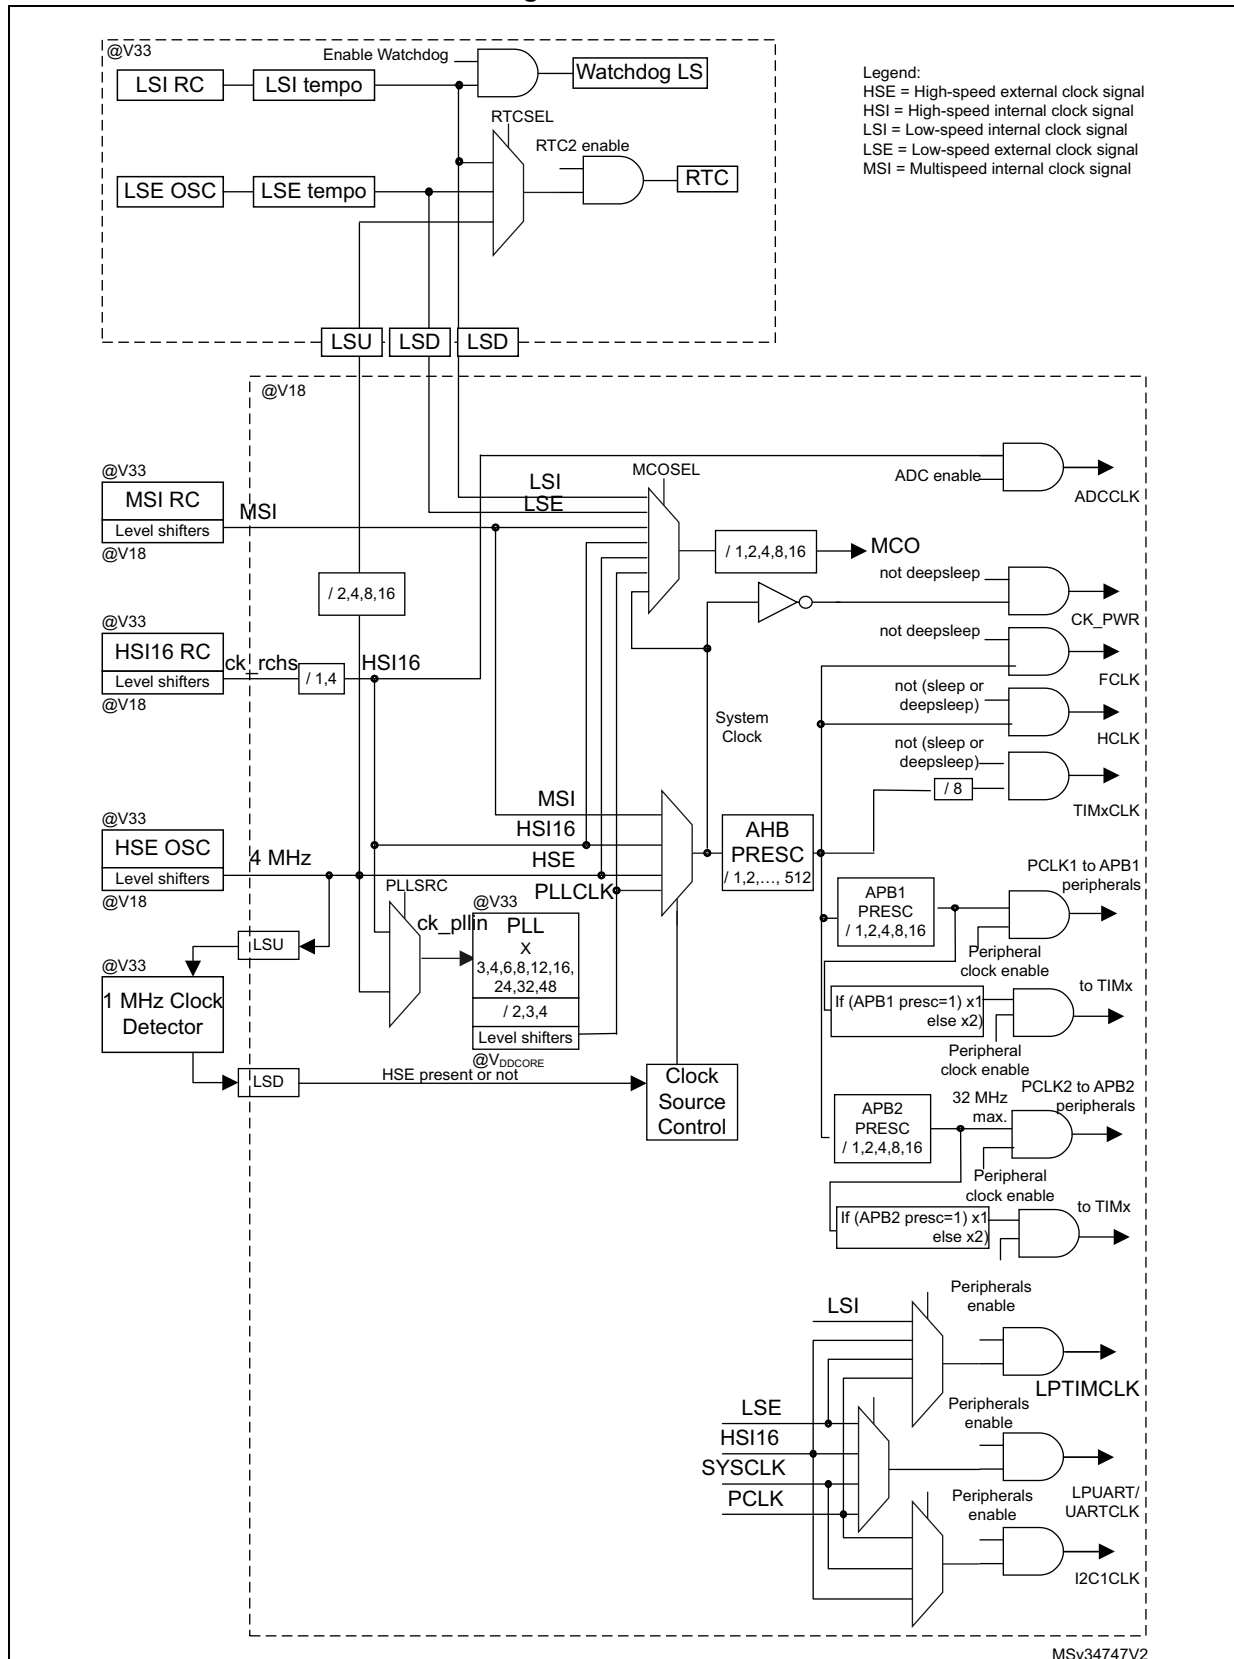 @V33
Enable Watchdog
LSI RC
LSI tempo
Watchdog LS
Legend:
HSE = High-speed external clock signal
HSI = High-speed internal clock signal
LSI = Low-speed internal clock signal
LSE = Low-speed external clock signal
MSI = Multispeed internal clock signal
RTCSEL
RTC2 enable
LSE OSC
LSE tempo
RTC
LSU
LSD
LSD
@V18
@V33
MSI RC
Level shifters
@V18
MSI
LSI
LSE
MCOSEL
ADC enable
ADCCLK
/ 1,2,4,8,16
MCO
/ 2,4,8,16
not deepsleep
CK_PWR
@V33
HSI16 RC
Level shifters
@V18
ck_rchs
/ 1,4
HSI16
not deepsleep
FCLK
not (sleep or
deepsleep)
HCLK
System
Clock
not (sleep or
deepsleep)
/ 8
TIMxCLK
MSI
HSI16
HSE
PLLCLK
AHB
PRESC
/ 1,2,..., 512
@V33
HSE OSC
Level shifters
@V18
4 MHz
PLLSRC
ck_pllin
@V33
PLL
X
3,4,6,8,12,16,
24,32,48
/ 2,3,4
Level shifters
@VDDCORE
APB1
PRESC
/ 1,2,4,8,16
PCLK1 to APB1
peripherals
Peripheral
clock enable
LSU
@V33
1 MHz Clock
Detector
If (APB1 presc=1) x1
else x2)
to TIMx
Peripheral
clock enable
LSD
HSE present or not
Clock
Source
Control
APB2
PRESC
/ 1,2,4,8,16
32 MHz
max.
PCLK2 to APB2
peripherals
Peripheral
clock enable
If (APB2 presc=1) x1
else x2)
to TIMx
LSI
Peripherals
enable
LPTIMCLK
LSE
HSI16
SYSCLK
PCLK
Peripherals
enable
LPUART/
UARTCLK
Peripherals
enable
I2C1CLK
MSv34747V2